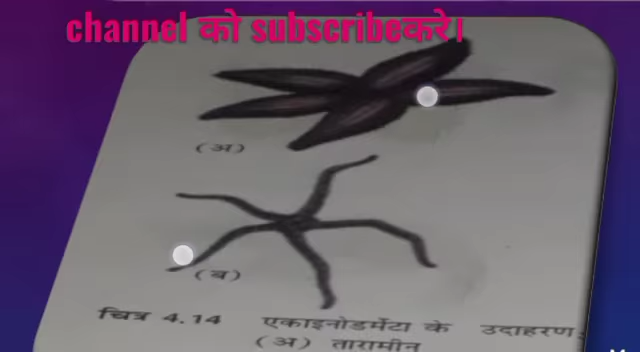 channel को subscribeकरे।
(अ)
(ब)
चित्र 4.14 एकाइनोडर्मेटा के उदाहरण:
(अ) तारामीन